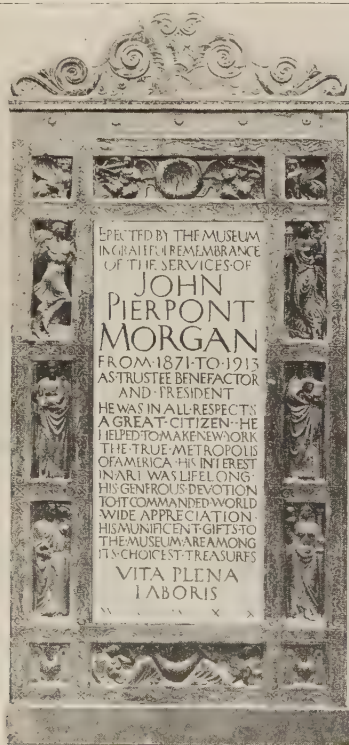 ERECTED BY THE MUSEUM
IN GRATEFUL REMEMBRANCE
OF THE SERVICES·OF
JOHN
PIERPONT
MORGAN
FROM·1871·TO·1913
AS·TRUSTEE BENEFACTOR
AND·PRESIDENT
HE WAS IN ALL·RESPECTS
A GREAT·CITIZEN··HE
HELPED TO MAKE NEW YORK
THE TRUE·METROPOLIS
OF AMERICA·HIS INTEREST
IN ART WAS LIFELONG·
HIS GENEROUS·DEVOTION
TO IT COMMANDED·WORLD
WIDE APPRECIATION·
HIS MUNIFICENT·GIFTS·TO
THE MUSEUM·ARE AMONG
ITS·CHOICEST TREASURES
VITA PLENA
LABORIS